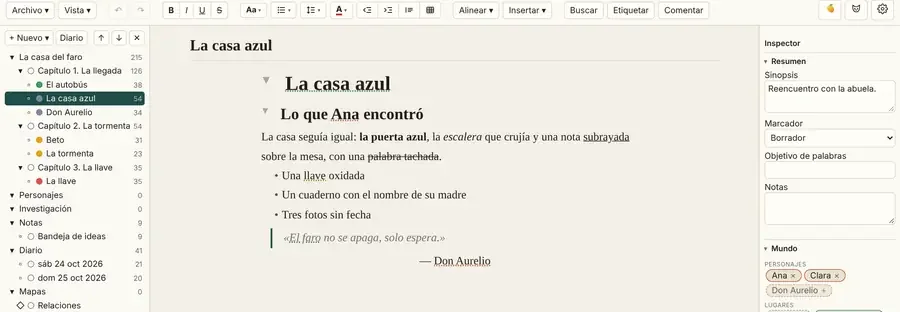 Archivo
Vista
B I U S
Aa
A
Alinear
Insertar
Buscar
Etiquetar
Comentar
+ Nuevo
Diario
La casa del faro 215
Capítulo 1. La llegada 126
El autobús 38
La casa azul 54
Don Aurelio 34
Capítulo 2. La tormenta 54
Beto 31
La tormenta 23
Capítulo 3. La llave 35
La llave 35
Personajes 0
Investigación 0
Notas 9
Bandeja de ideas 9
Diario 41
sáb 24 oct 2026 21
dom 25 oct 2026 20
Mapas 0
Relaciones
La casa azul
La casa azul
Lo que Ana encontró
La casa seguía igual: la puerta azul, la escalera que crujía y una nota subrayada
sobre la mesa, con una palabra tachada.
• Una llave oxidada
• Un cuaderno con el nombre de su madre
• Tres fotos sin fecha
«El faro no se apaga, solo espera.»
— Don Aurelio
Inspector
Resumen
Sinopsis
Reencuentro con la abuela.
Marcador
Borrador
Objetivo de palabras
Notas
Mundo
PERSONAJES
Ana ×
Clara ×
Don Aurelio +
LUGARES